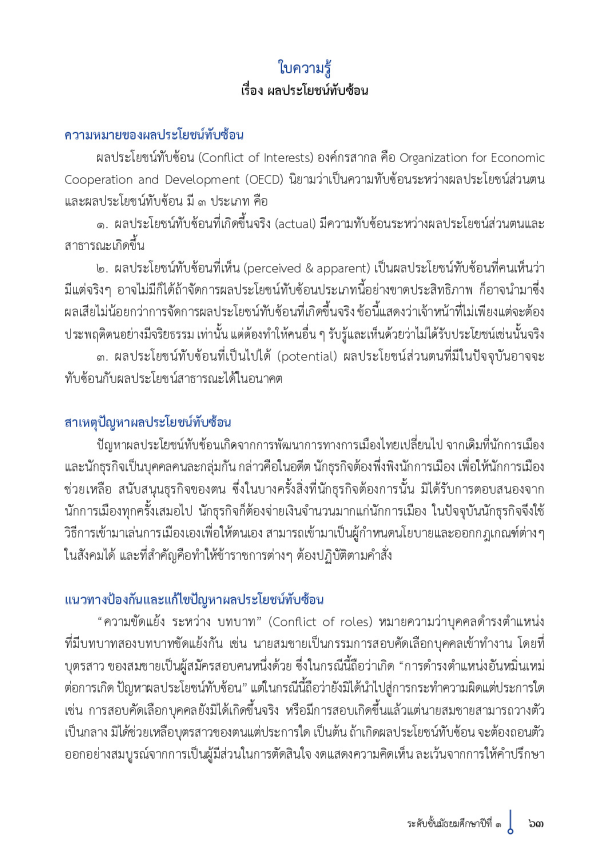 ใบความรู้
เรื่อง ผลประโยชน์ทับซ้อน
ความหมายของผลประโยชน์ทับซ้อน
ผลประโยชน์ทับซ้อน (Conflict of Interests) องค์กรสากล คือ Organization for Economic
Cooperation and Development (OECD) นิยามว่าเป็นความทับซ้อนระหว่างผลประโยชน์ส่วนตน
และผลประโยชน์ทับซ้อน มี ๓ ประเภท คือ
๑. ผลประโยชน์ทับซ้อนที่เกิดขึ้นจริง (actual) มีความทับซ้อนระหว่างผลประโยชน์ส่วนตนและ
สาธารณะเกิดขึ้น
๒. ผลประโยชน์ทับซ้อนที่เห็น (perceived & apparent) เป็นผลประโยชน์ทับซ้อนที่คนเห็นว่า
มีแต่จริงๆ อาจไม่มีก็ได้ถ้าจัดการผลประโยชน์ทับซ้อนประเภทนี้อย่างขาดประสิทธิภาพ ก็อาจนำมาซึ่ง
ผลเสียไม่น้อยกว่าการจัดการผลประโยชน์ทับซ้อนที่เกิดขึ้นจริง ข้อนี้แสดงว่าเจ้าหน้าที่ไม่เพียงแต่จะต้อง
ประพฤติตนอย่างมีจริยธรรม เท่านั้น แต่ต้องทำให้คนอื่น ๆ รับรู้และเห็นด้วยว่าไม่ได้รับประโยชน์เช่นนั้นจริง
๓. ผลประโยชน์ทับซ้อนที่เป็นไปได้ (potential) ผลประโยชน์ส่วนตนที่มีในปัจจุบันอาจจะ
ทับซ้อนกับผลประโยชน์สาธารณะได้ในอนาคต
สาเหตุปัญหาผลประโยชน์ทับซ้อน
ปัญหาผลประโยชน์ทับซ้อนเกิดจากการพัฒนาการทางการเมืองไทยเปลี่ยนไป จากเดิมที่นักการเมือง
และนักธุรกิจเป็นบุคคลคนละกลุ่มกัน กล่าวคือในอดีต นักธุรกิจต้องพึ่งพิงนักการเมือง เพื่อให้นักการเมือง
ช่วยเหลือ สนับสนุนธุรกิจของตน ซึ่งในบางครั้งสิ่งที่นักธุรกิจต้องการนั้น มิได้รับการตอบสนองจาก
นักการเมืองทุกครั้งเสมอไป นักธุรกิจก็ต้องจ่ายเงินจำนวนมากแก่นักการเมือง ในปัจจุบันนักธุรกิจจึงใช้
วิธีการเข้ามาเล่นการเมืองเองเพื่อให้ตนเอง สามารถเข้ามาเป็นผู้กำหนดนโยบายและออกกฎเกณฑ์ต่างๆ
ในสังคมได้ และที่สำคัญคือทำให้ข้าราชการต่างๆ ต้องปฏิบัติตามคำสั่ง
แนวทางป้องกันและแก้ไขปัญหาผลประโยชน์ทับซ้อน
“ความขัดแย้ง ระหว่าง บทบาท” (Conflict of roles) หมายความว่าบุคคลดำรงตำแหน่ง
ที่มีบทบาทสองบทบาทขัดแย้งกัน เช่น นายสมชายเป็นกรรมการสอบคัดเลือกบุคคลเข้าทำงาน โดยที่
บุตรสาว ของสมชายเป็นผู้สมัครสอบคนหนึ่งด้วย ซึ่งในกรณีนี้ถือว่าเกิด “การดำรงตำแหน่งอันหมิ่นเหม่
ต่อการเกิด ปัญหาผลประโยชน์ทับซ้อน” แต่ในกรณีนี้ถือว่ายังมิได้นำไปสู่การกระทำความผิดแต่ประการใด
เช่น การสอบคัดเลือกบุคคลยังมิได้เกิดขึ้นจริง หรือมีการสอบเกิดขึ้นแล้วแต่นายสมชายสามารถวางตัว
เป็นกลาง มิได้ช่วยเหลือบุตรสาวของตนแต่ประการใด เป็นต้น ถ้าเกิดผลประโยชน์ทับซ้อน จะต้องถอนตัว
ออกอย่างสมบูรณ์จากการเป็นผู้มีส่วนในการตัดสินใจ งดแสดงความคิดเห็น ละเว้นจากการให้คำปรึกษา
ระดับชั้นมัธยมศึกษาปีที่ ๑ ๖๓